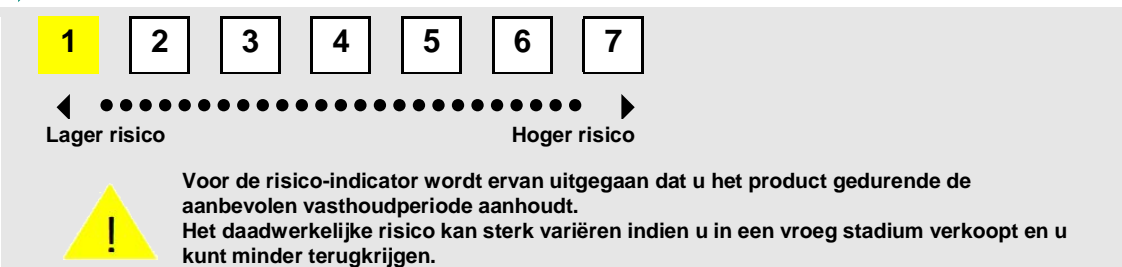 1 2 3 4 5 6 7
Lager risico Hoger risico
Voor de risico-indicator wordt ervan uitgegaan dat u het product gedurende de
aanbevolen vasthoudperiode aanhoudt.
!
Het daadwerkelijke risico kan sterk variëren indien u in een vroeg stadium verkoopt en u
kunt minder terugkrijgen.